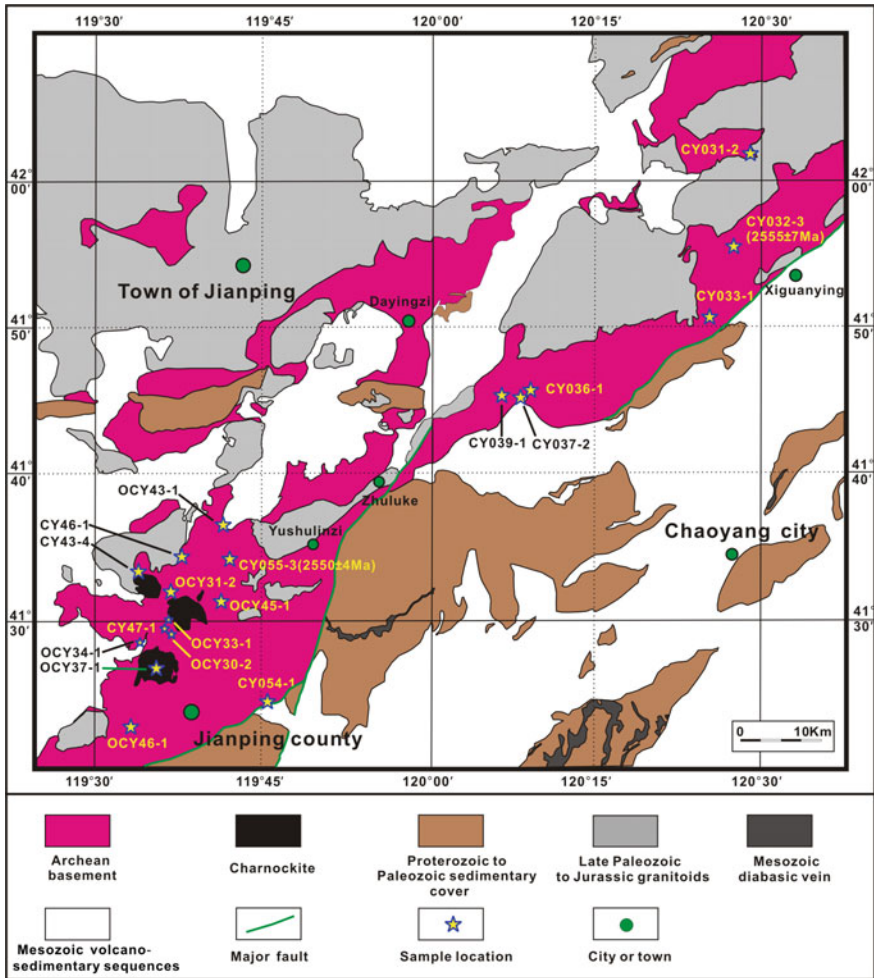 119°30′ 119°45′ 120°00′ 120°15′ 120°30′
CY031-2
42°
00′
42°
00′
CY032-3
(2555±7Ma)
Town of Jianping
Xiguanying
Dayingzi
CY033-1
41°
50′
41°
50′
CY036-1
CY039-1
CY037-2
41°
40′
41°
40′
Zhuluke
OCY43-1
CY46-1
CY43-4
Yushulinzi
Chaoyang city
CY055-3(2550±4Ma)
OCY31-2
OCY45-1
41°
30′
41°
30′
CY47-1
OCY33-1
OCY34-1
OCY30-2
OCY37-1
CY054-1
OCY46-1
Jianping county
0 10Km
119°30′ 119°45′ 120°00′ 120°15′ 120°30′
Archean
basement
Charnockite
Proterozoic to
Paleozoic sedimentary
cover
Late Paleozoic
to Jurassic granitoids
Mesozoic
diabasic vein
Mesozoic volcano-
sedimentary sequences
Major fault
Sample location
City or town